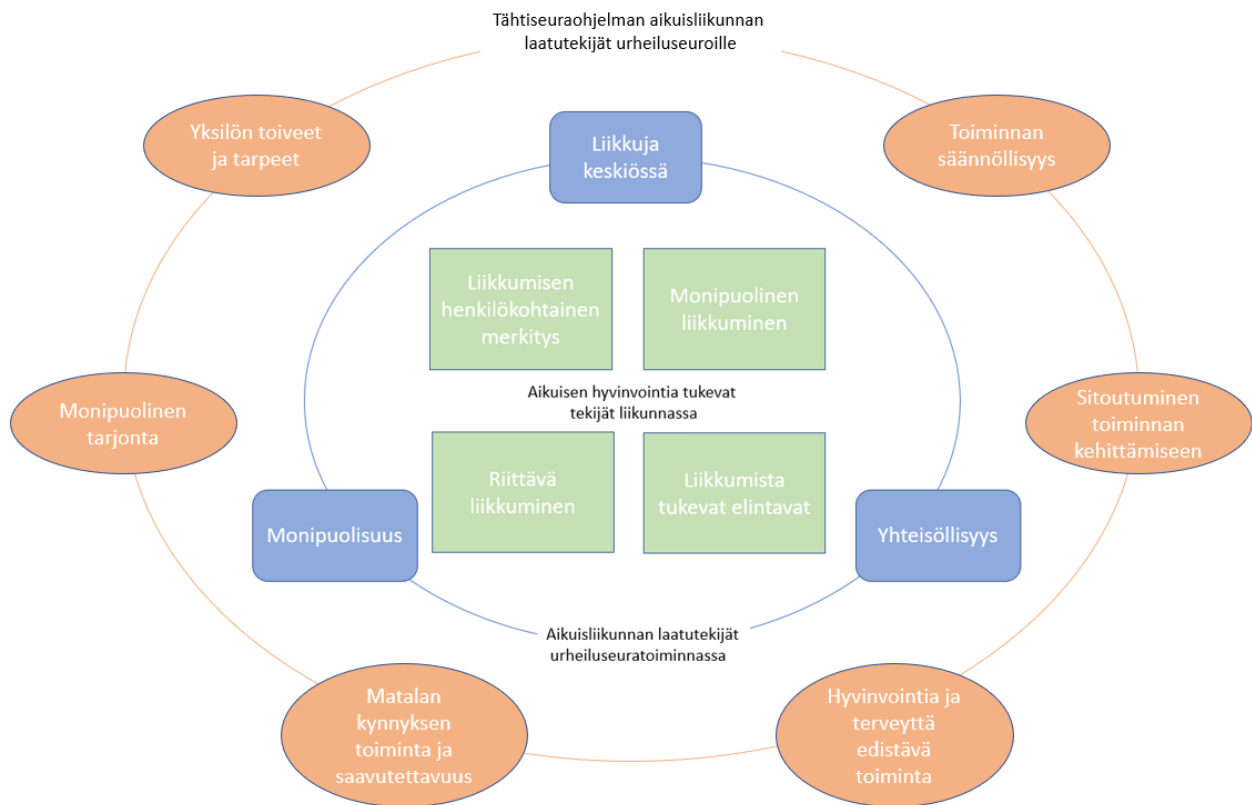 Tähtiseuraohjelman aikuisliikunnan
laatutekijät urheiluseuroille
Yksilön toiveet
ja tarpeet
Liikkuja
keskiössä
Toiminnan
säännöllisyys
Liikkumisen
henkilökohtainen
merkitys
Monipuolinen
liikkuminen
Monipuolinen
tarjonta
Aikuisen hyvinvointia tukevat
tekijät liikunnassa
Sitoutuminen
toiminnan
kehittämiseen
Riittävä
liikkuminen
Liikkumista
tukevat elintavat
Monipuolisuus
Yhteisöllisyys
Aikuisliikunnan laatutekijät
urheiluseuratoiminnassa
Matalan
kynnyksen
toiminta ja
saavutettavuus
Hyvinvointia ja
terveyttä
edistävä
toiminta